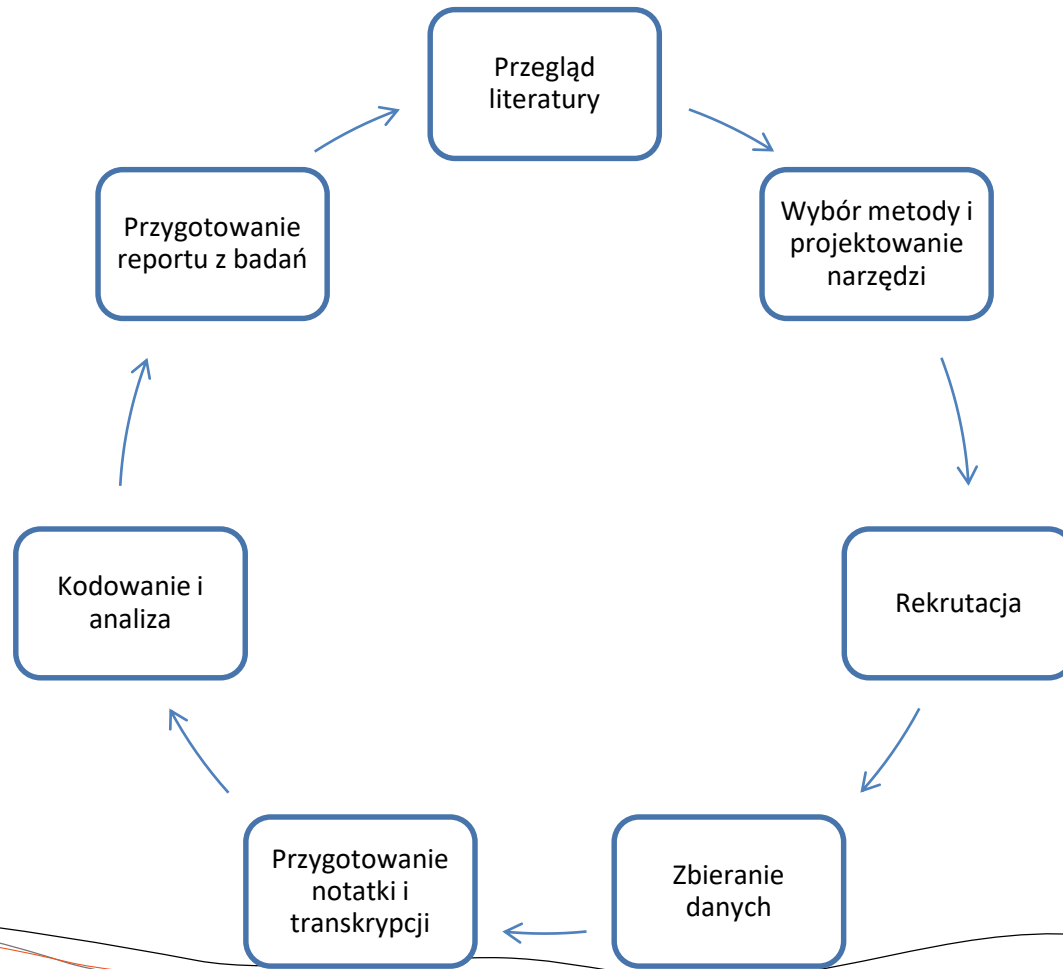 Przegląd
literatury
Wybór metody i
projektowanie
narzędzi
Rekrutacja
Zbieranie
danych
Przygotowanie
notatki i
transkrypcji
Kodowanie i
analiza
Przygotowanie
reportu z badań